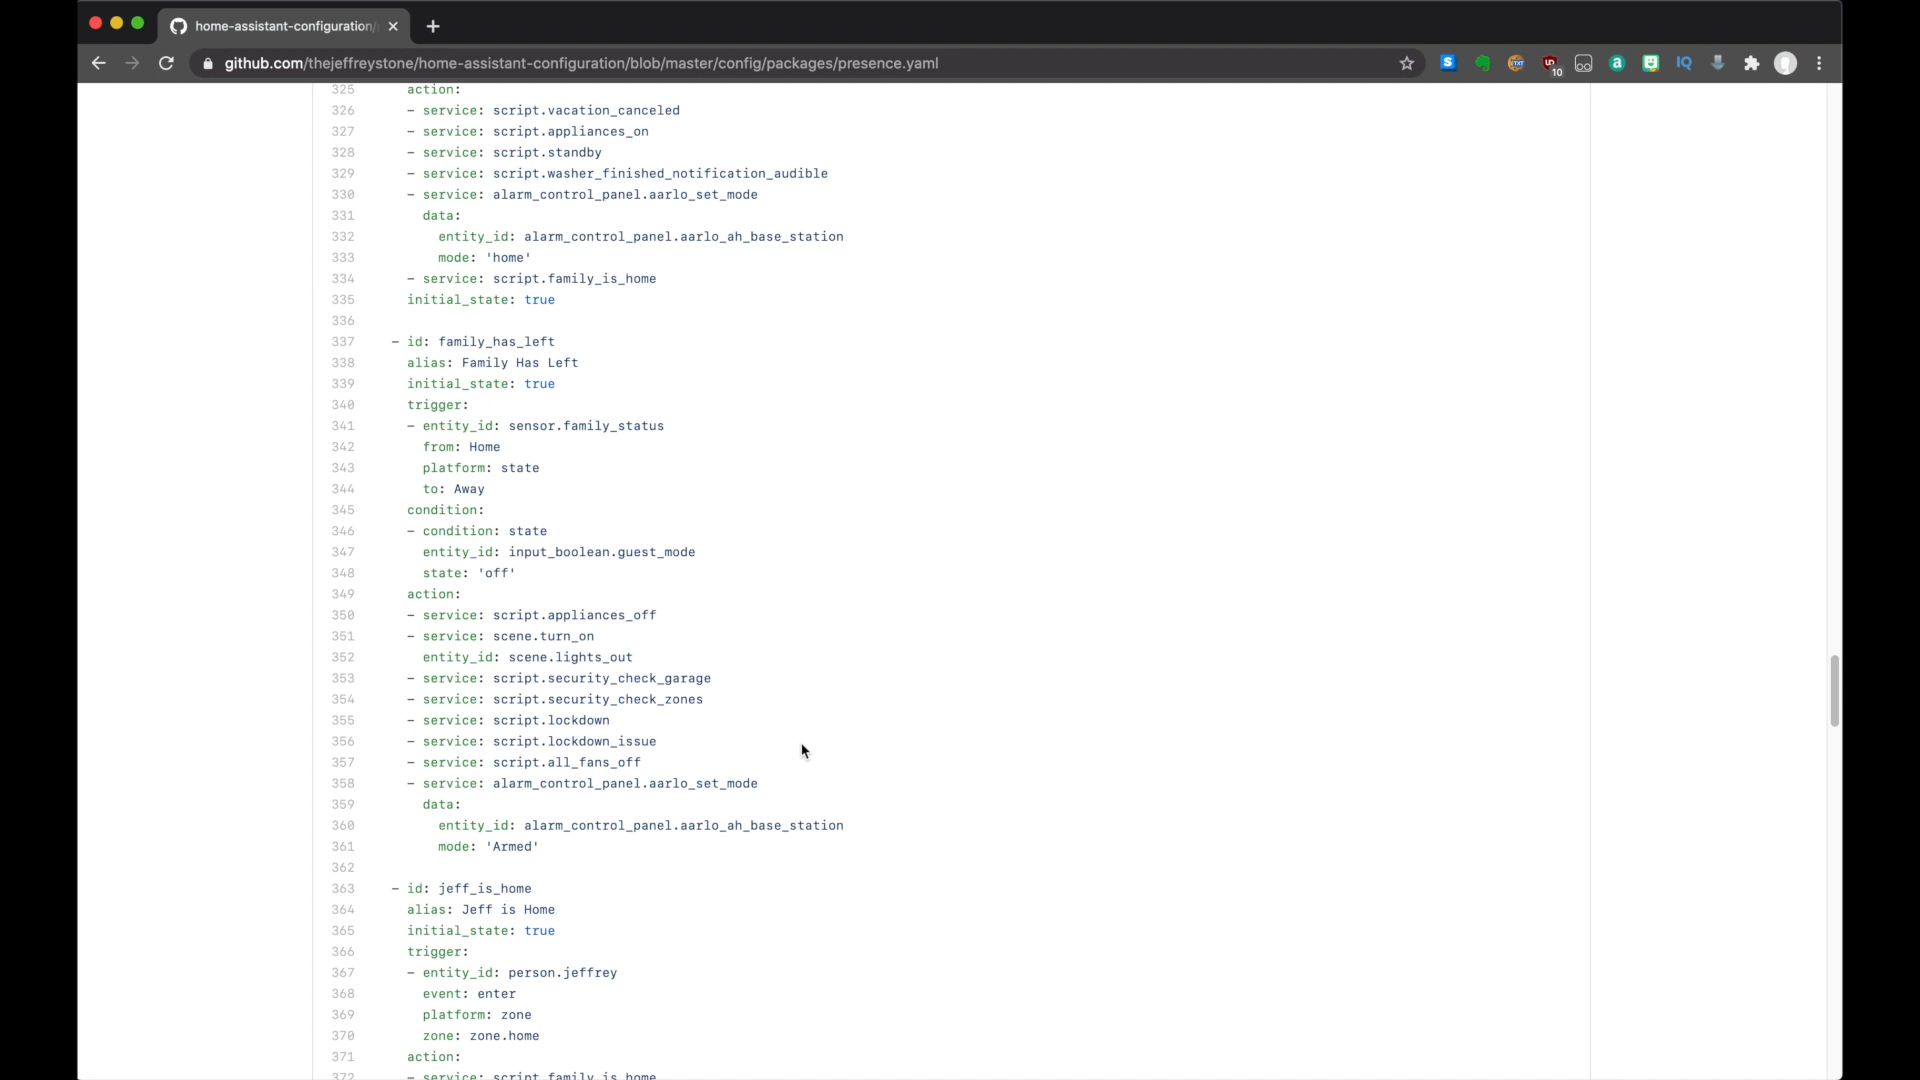 home-assistant-configuration/
github.com/thejeffreystone/home-assistant-configuration/blob/master/config/packages/presence.yaml
10
325 action:
326 - service: script.vacation_canceled
327 - service: script.appliances_on
328 - service: script.standby
329 - service: script.washer_finished_notification_audible
330 - service: alarm_control_panel.aarlo_set_mode
331 data:
332 entity_id: alarm_control_panel.aarlo_ah_base_station
333 mode: 'home'
334 - service: script.family_is_home
335 initial_state: true
336
337 - id: family_has_left
338 alias: Family Has Left
339 initial_state: true
340 trigger:
341 - entity_id: sensor.family_status
342 from: Home
343 platform: state
344 to: Away
345 condition:
346 - condition: state
347 entity_id: input_boolean.guest_mode
348 state: 'off'
349 action:
350 - service: script.appliances_off
351 - service: scene.turn_on
352 entity_id: scene.lights_out
353 - service: script.security_check_garage
354 - service: script.security_check_zones
355 - service: script.lockdown
356 - service: script.lockdown_issue
357 - service: script.all_fans_off
358 - service: alarm_control_panel.aarlo_set_mode
359 data:
360 entity_id: alarm_control_panel.aarlo_ah_base_station
361 mode: 'Armed'
362
363 - id: jeff_is_home
364 alias: Jeff is Home
365 initial_state: true
366 trigger:
367 - entity_id: person.jeffrey
368 event: enter
369 platform: zone
370 zone: zone.home
371 action:
372 - service: script.family_is_home